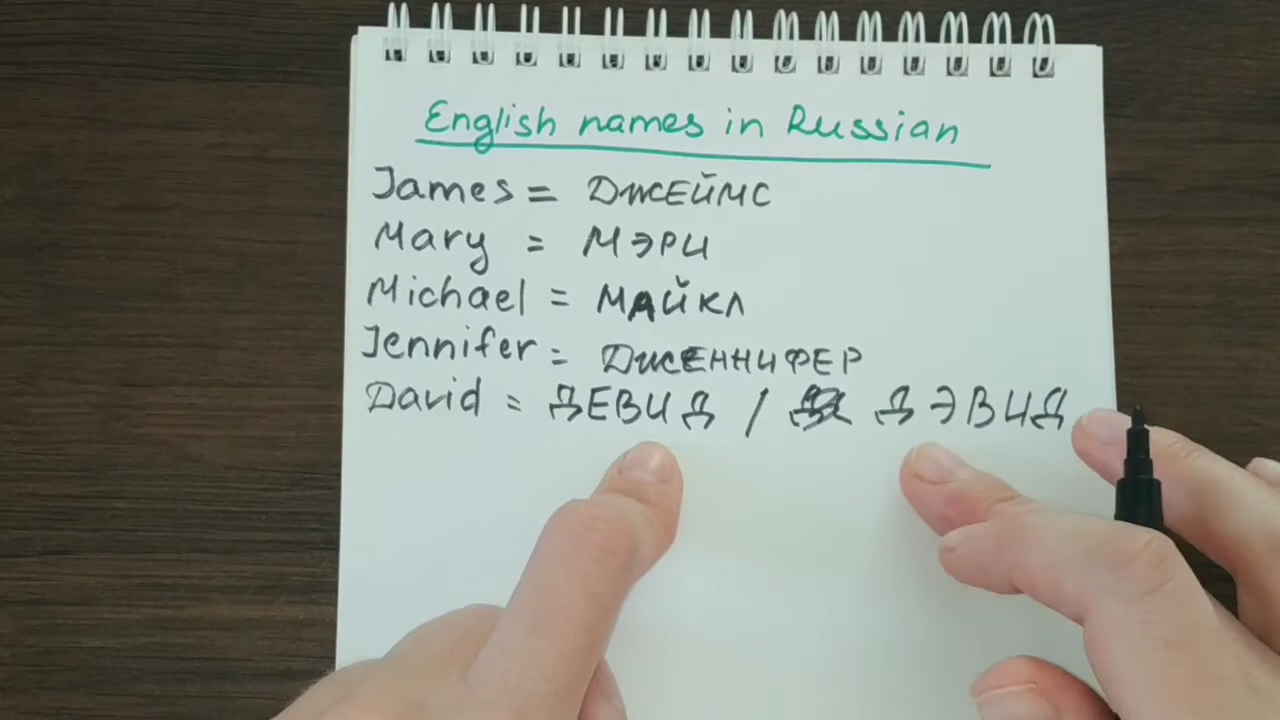 English names in Russian
James = ДЖЕЙМС
Mary = МЭРИ
Michael = МАЙКЛ
Jennifer = ДЖЕННИФЕР
David = ДЕВИД / ДЭВИД